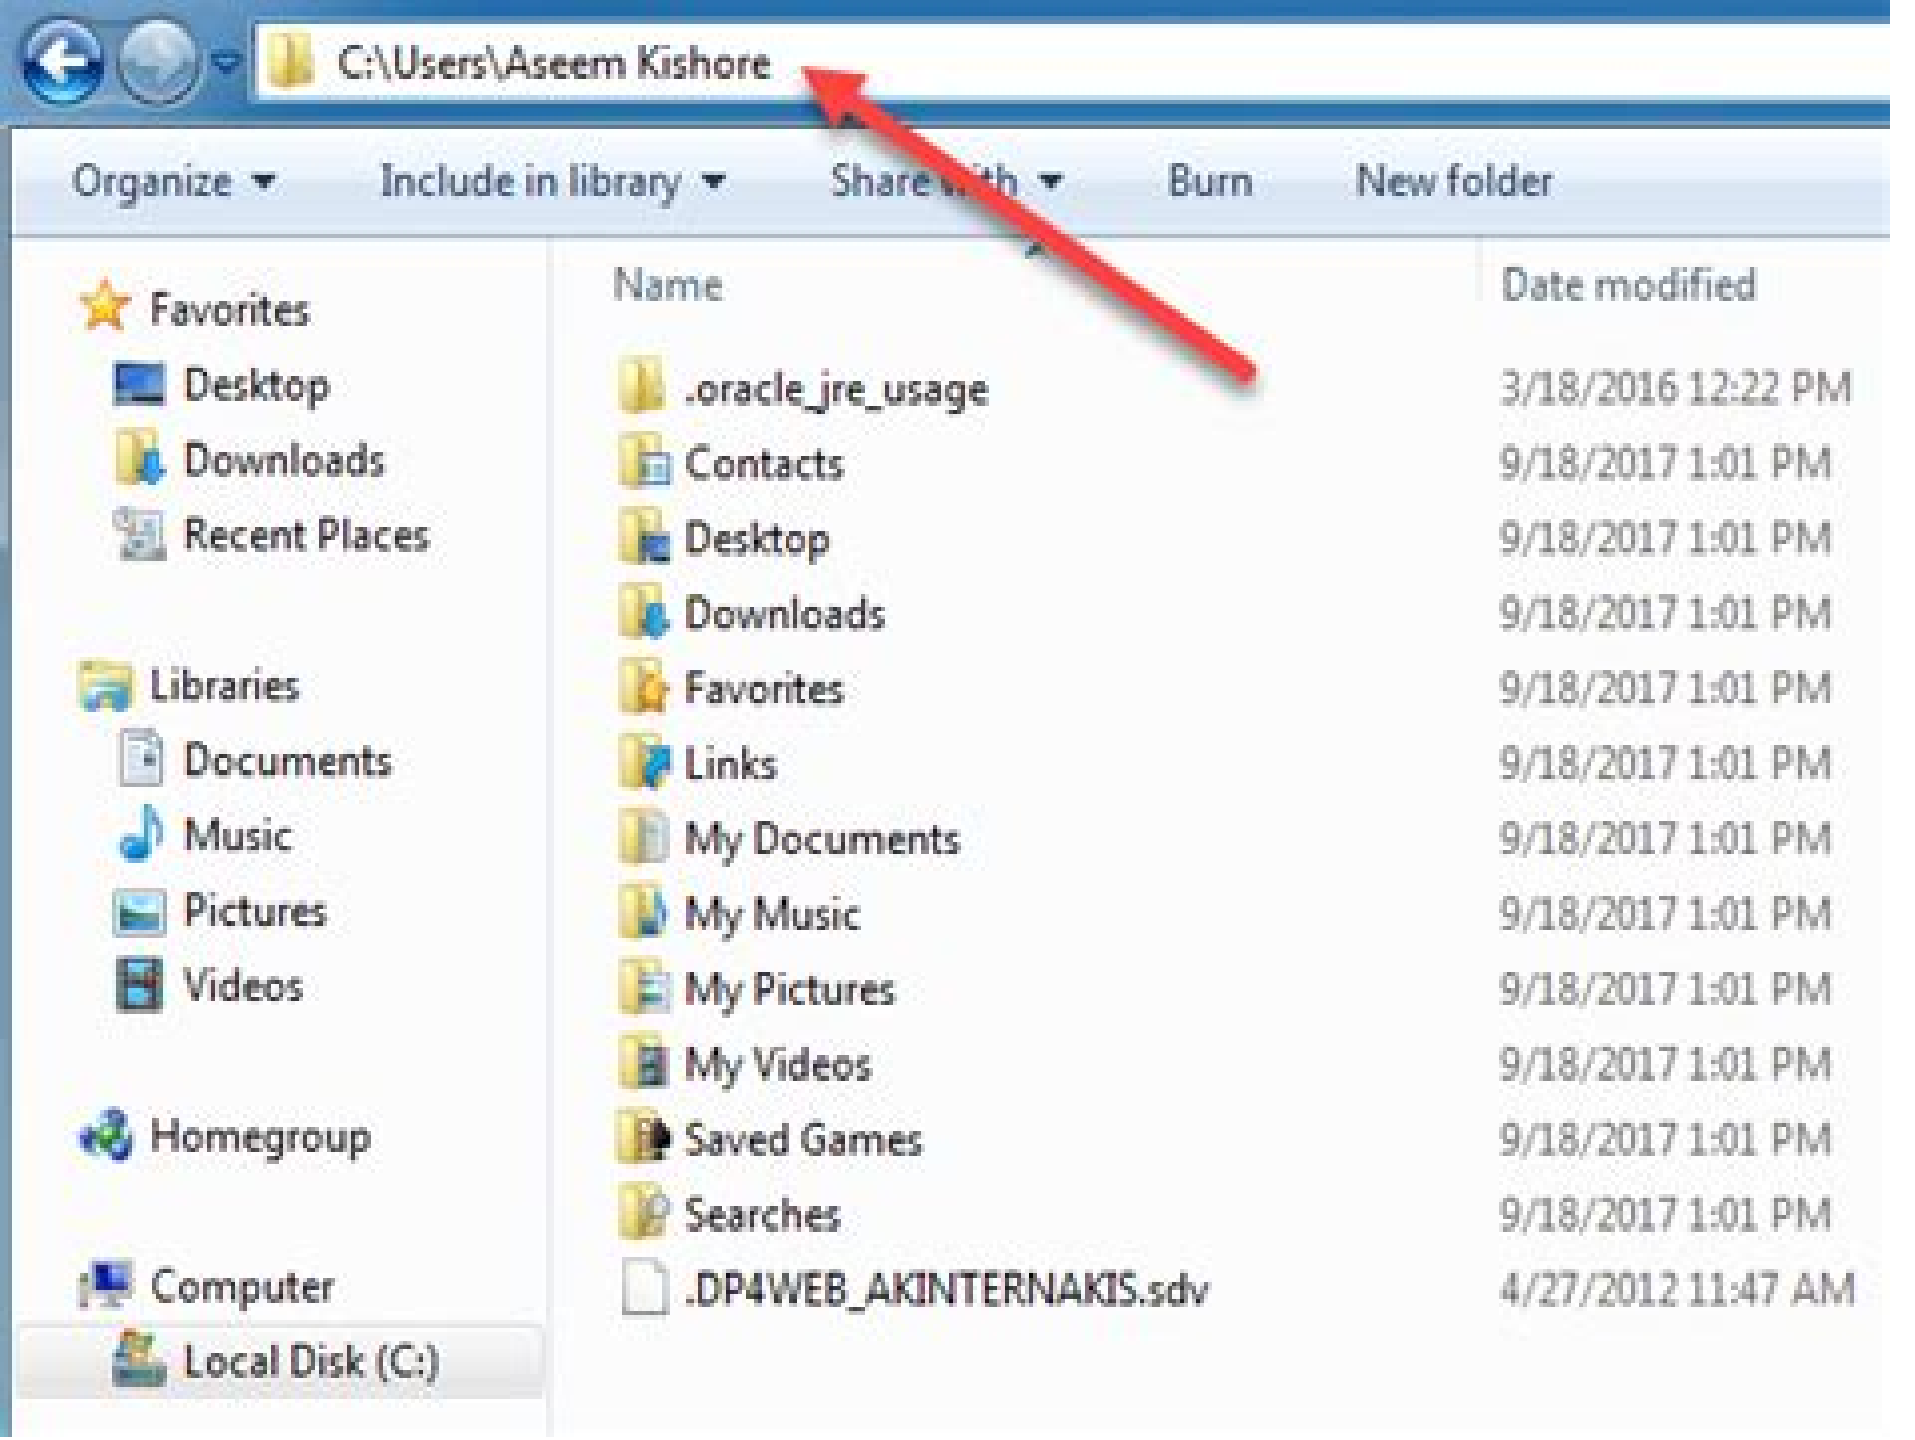 C:\Users\Aseem Kishore
Organize Include in library Share with Burn New folder
Favorites
Desktop
Downloads
Recent Places
Libraries
Documents
Music
Pictures
Videos
Homegroup
Computer
Local Disk (C:)
Name Date modified
.oracle_jre_usage 3/18/2016 12:22 PM
Contacts 9/18/2017 1:01 PM
Desktop 9/18/2017 1:01 PM
Downloads 9/18/2017 1:01 PM
Favorites 9/18/2017 1:01 PM
Links 9/18/2017 1:01 PM
My Documents 9/18/2017 1:01 PM
My Music 9/18/2017 1:01 PM
My Pictures 9/18/2017 1:01 PM
My Videos 9/18/2017 1:01 PM
Saved Games 9/18/2017 1:01 PM
Searches 9/18/2017 1:01 PM
.DP4WEB_AKINTERNAKIS.sdv 4/27/2012 11:47 AM